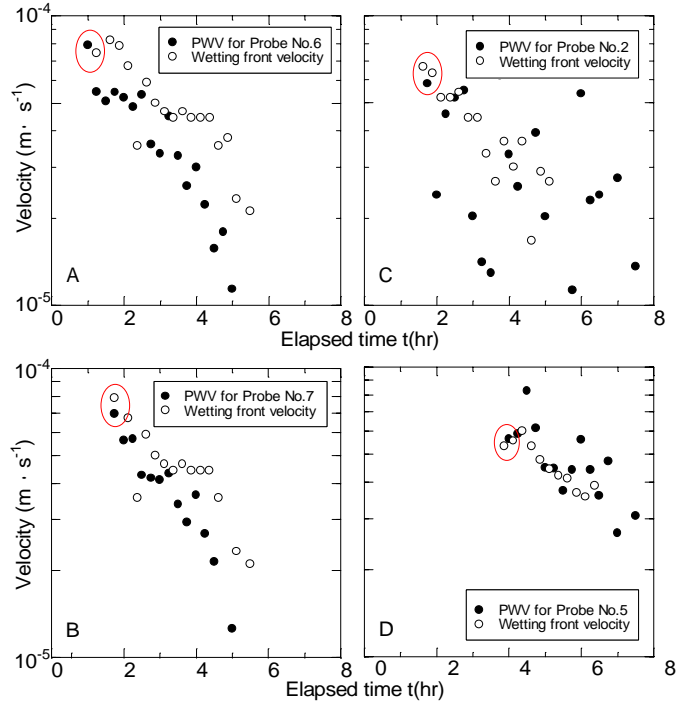 10-4
PWV for Probe No.6
Wetting front velocity
Velocity (m・s-1)
A
10-5
0 2 4 6 8
PWV for Probe No.2
Wetting front velocity
C
0 2 4 6 8
Elapsed time t(hr)
10-4
PWV for Probe No.7
Wetting front velocity
Velocity (m・s-1)
B
10-5
0 2 4 6 8
PWV for Probe No.5
Wetting front velocity
D
0 2 4 6 8
Elapsed time t(hr)